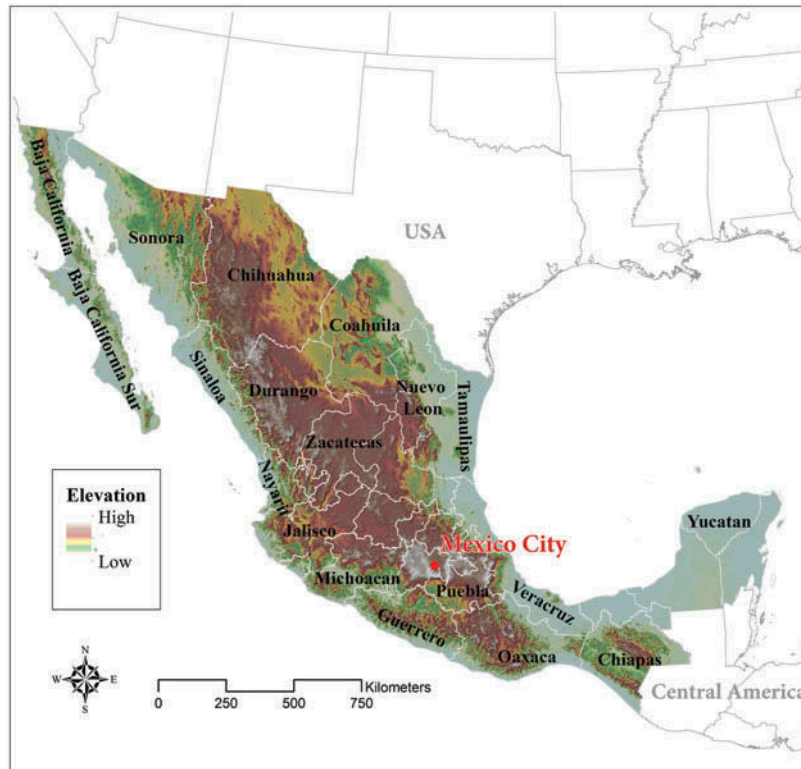 Baja California
Sonora
Chihuahua
USA
Coahuila
Baja California Sur
Sinaloa
Durango
Nuevo
Leon
Tamaulipas
Zacatecas
Nayarit
Elevation
High
Low
Jalisco
Mexico City
Yucatan
Michoacan
Puebla
Veracruz
Guerrero
Oaxaca
Chiapas
Central America
N
W E
S
Kilometers
0 250 500 750